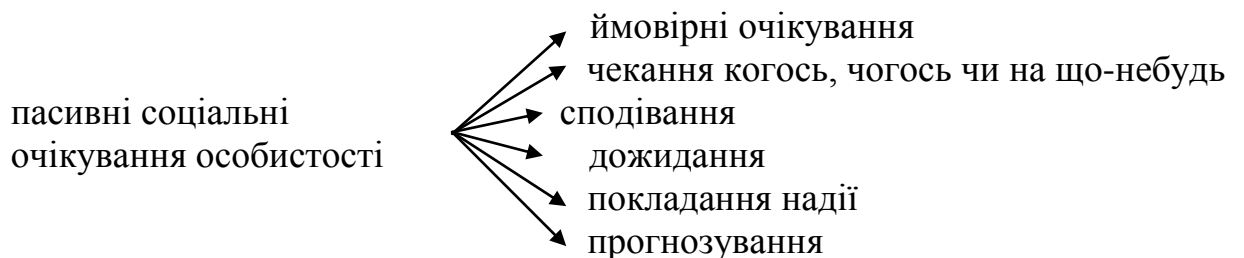 ймовірні очікування
чекання когось, чогось чи на що-небудь
пасивні соціальні
сподівання
очікування особистості
дожидання
покладання надії
прогнозування